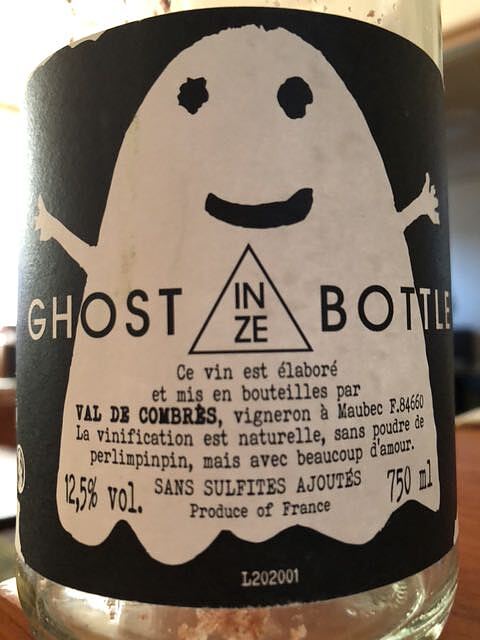 GHOST IN ZE BOTTLE
Ce vin est élaboré
et mis en bouteilles par
VAL DE COMBRÈS, vigneron à Maubec F.84660
La vinification est naturelle, sans poudre de
perlimpinpin, mais avec beaucoup d'amour.
12,5% vol. SANS SULFITES AJOUTÉS 750 ml
Produce of France
L202001